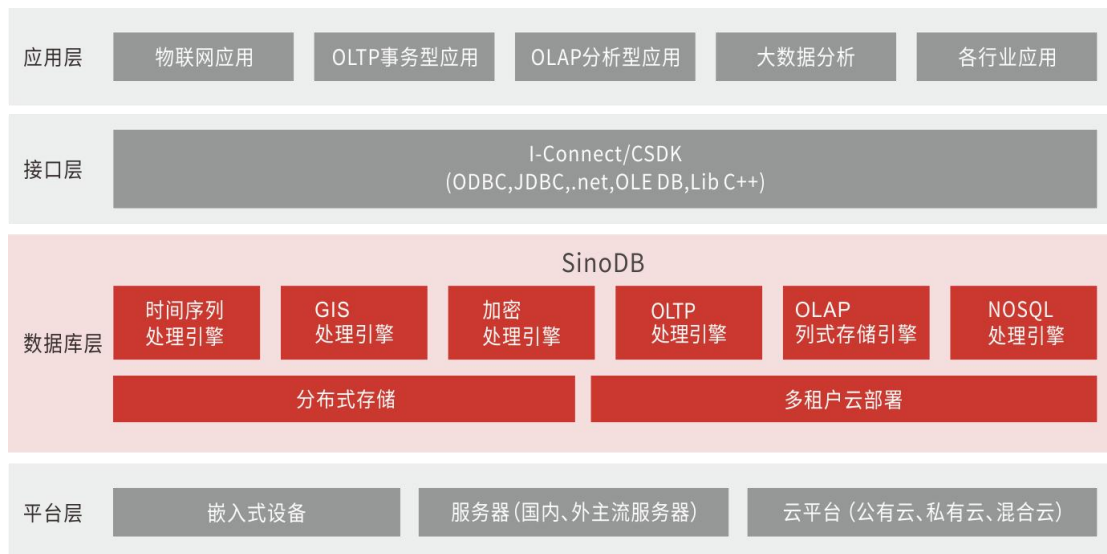 应用层
物联网应用
OLTP事务型应用
OLAP分析型应用
大数据分析
各行业应用
接口层
I-Connect/CSDK
(ODBC,JDBC,.net,OLE DB,Lib C++)
SinoDB
数据库层
时间序列
处理引擎
GIS
处理引擎
加密
处理引擎
OLTP
处理引擎
OLAP
列式存储引擎
NOSQL
处理引擎
分布式存储
多租户云部署
平台层
嵌入式设备
服务器(国内、外主流服务器)
云平台(公有云、私有云、混合云)